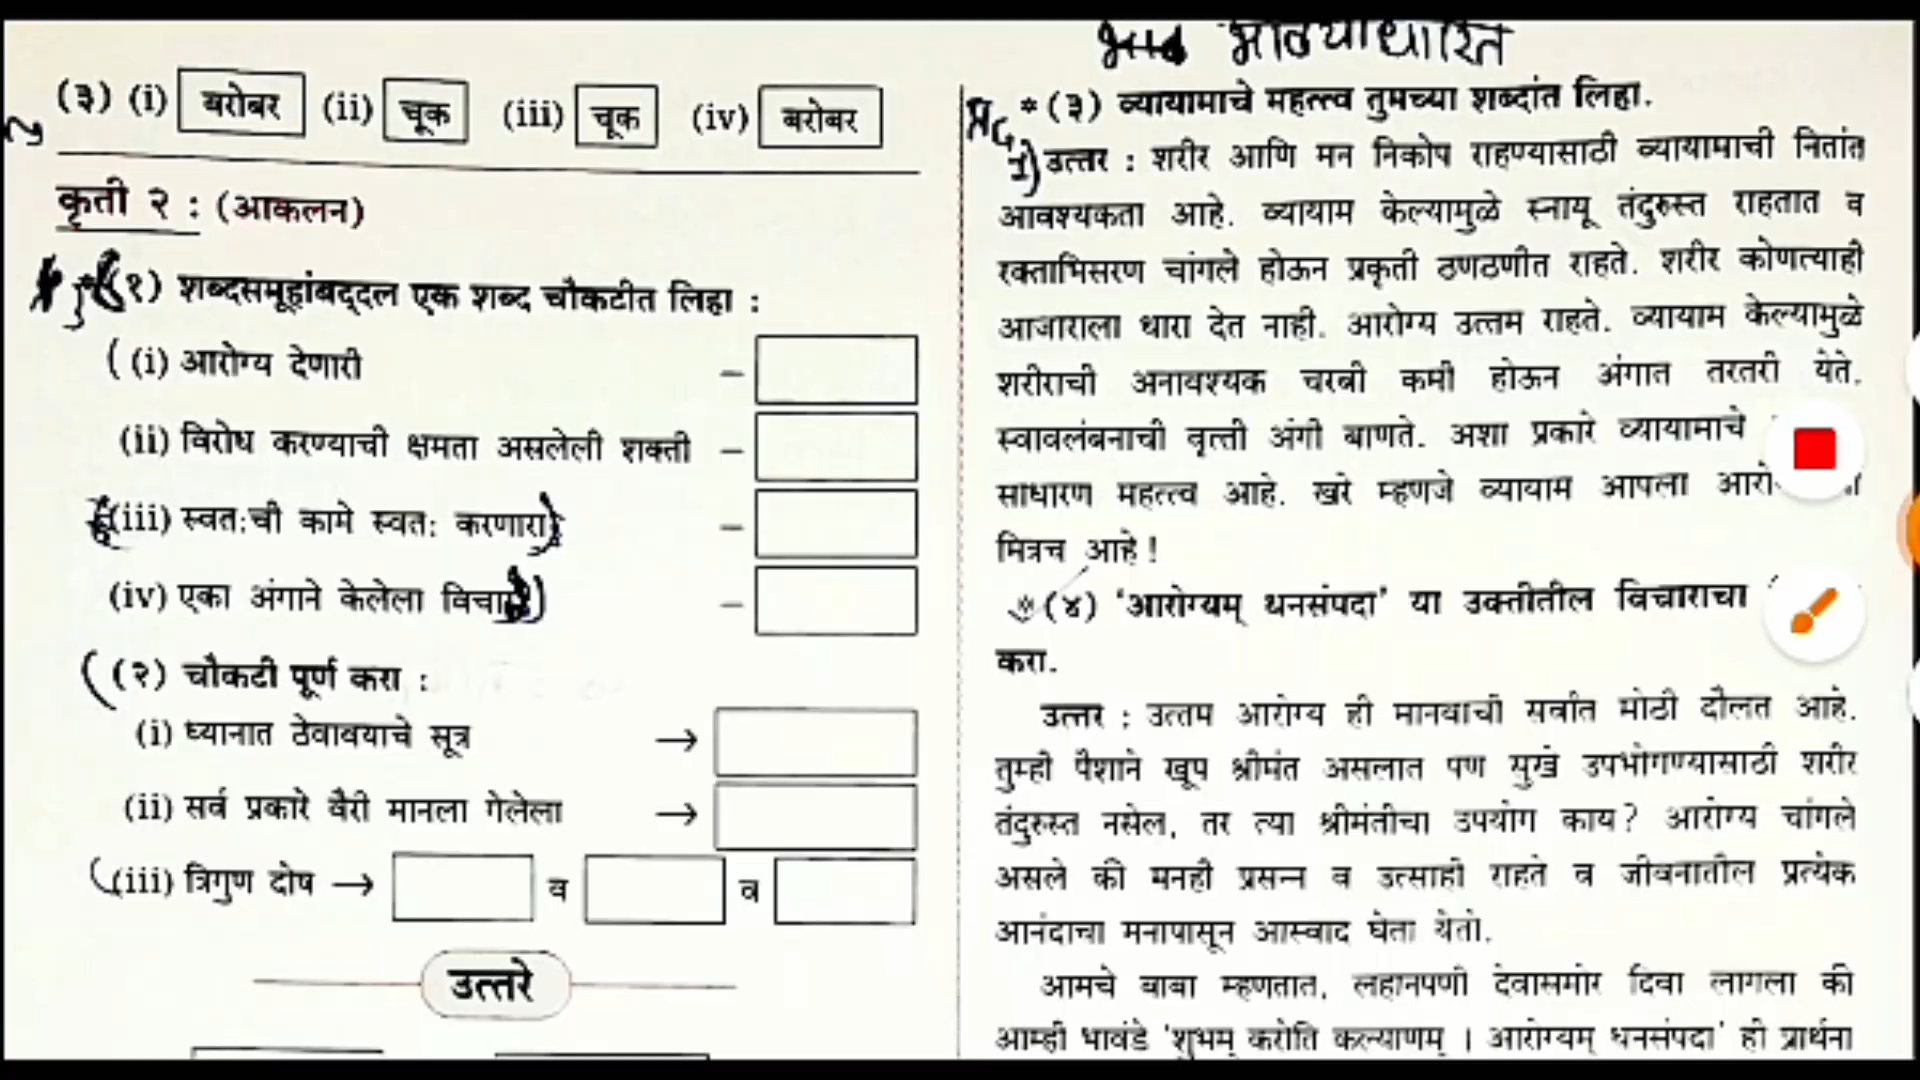 काव्याधारित
(३) (i) बरोबर (ii) चूक (iii) चूक (iv) बरोबर
कृती २ : (आकलन)
(१) शब्दसमूहांबद्दल एक शब्द चौकटीत लिहा :
(i) आरोग्य देणारी –
(ii) विरोध करण्याची क्षमता असलेली शक्ती –
(iii) स्वत:ची कामे स्वत: करणारा –
(iv) एका अंगाने केलेला –
(२) चौकटी पूर्ण करा :
(i) ध्यानात ठेवावयाचे सूत्र →
(ii) सर्व प्रकारे वैरी मानला गेलेला →
(iii) त्रिगुण दोष → व व
उत्तरे
* (३) व्यायामाचे महत्त्व तुमच्या शब्दांत लिहा.
उत्तर : शरीर आणि मन निकोप राहण्यासाठी व्यायामाची नितांत
आवश्यकता आहे. व्यायाम केल्यामुळे स्नायू तंदुरुस्त राहतात व
रक्ताभिसरण चांगले होऊन प्रकृती ठणठणीत राहते. शरीर कोणत्याही
आजाराला थारा देत नाही. आरोग्य उत्तम राहते. व्यायाम केल्यामुळे
शरीराची अनावश्यक चरबी कमी होऊन अंगात तरतरी येते.
स्वावलंबनाची वृत्ती अंगी बाणते. अशा प्रकारे व्यायामाचे
साधारण महत्त्व आहे. खरे म्हणजे व्यायाम आपला
मित्रच आहे !
* (४) 'आरोग्यम् धनसंपदा' या उक्तीतील विचाराचा
करा.
उत्तर : उत्तम आरोग्य ही मानवाची सर्वांत मोठी दौलत आहे.
तुम्ही पैशाने खूप श्रीमंत असलात पण सुखे उपभोगण्यासाठी शरीर
तंदुरुस्त नसेल, तर त्या श्रीमंतीचा उपयोग काय? आरोग्य चांगले
असले की मनही प्रसन्न व उत्साही राहते व जीवनातील प्रत्येक
आनंदाचा मनापासून आस्वाद घेता येतो.
आमचे बाबा म्हणतात, लहानपणी देवासमोर दिवा लागला की
आम्ही भावंडे 'शुभम् करोति कल्याणम् । आरोग्यम् धनसंपदा' ही प्रार्थना